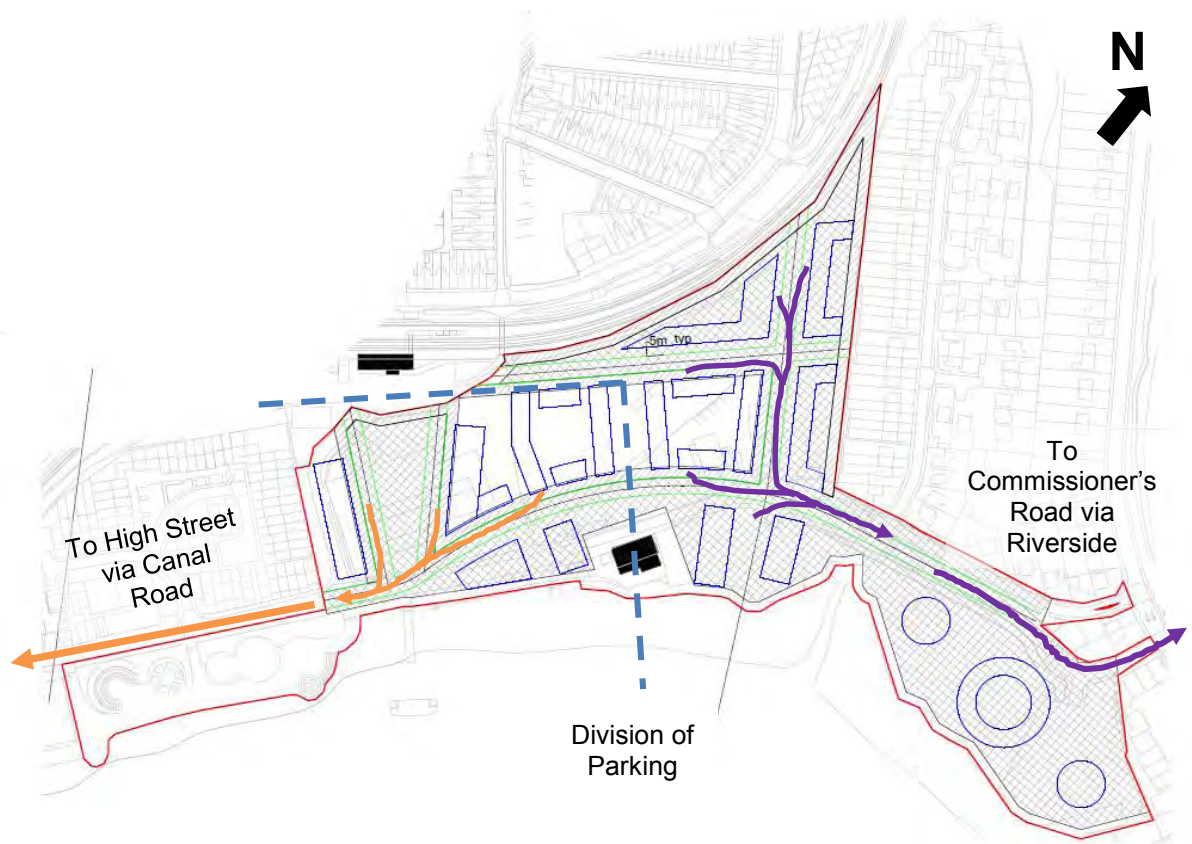 N
5m typ
To
Commissioner's
Road via
Riverside
To High Street
via Canal
Road
Division of
Parking